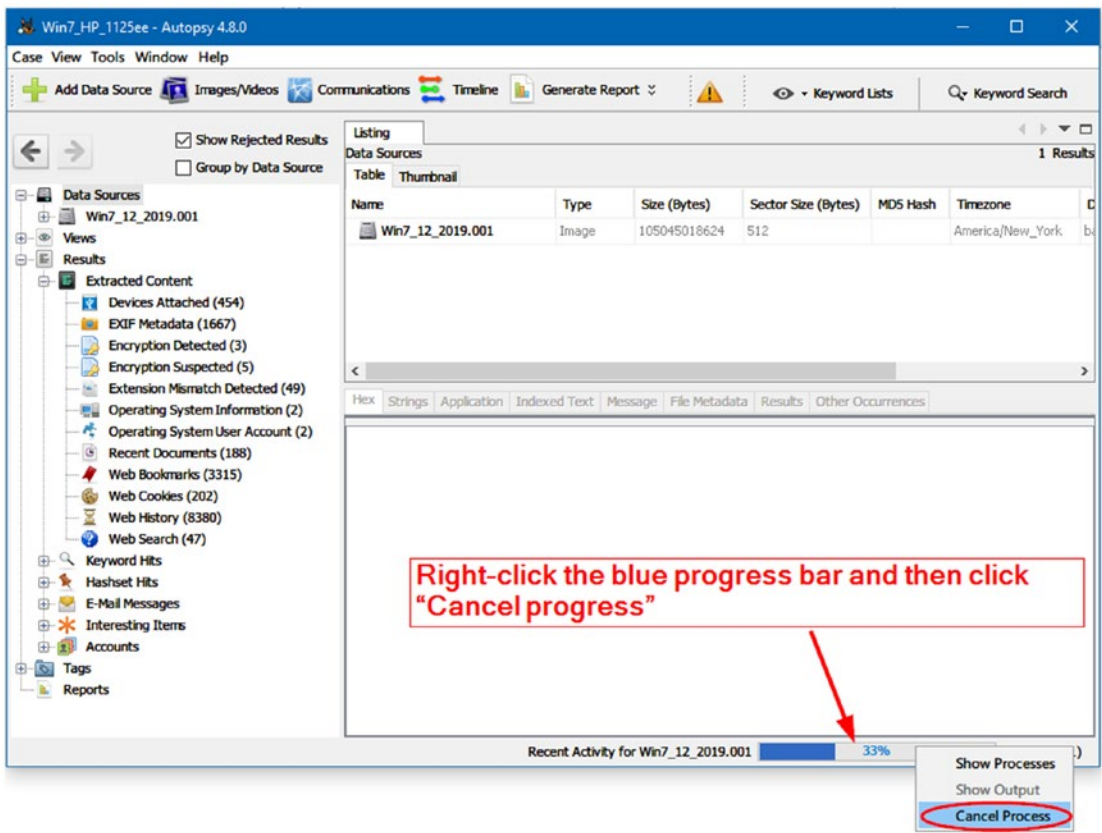 Win7_HP_1125ee - Autopsy 4.8.0
Case View Tools Window Help
Add Data Source Images/Videos Communications Timeline Generate Report Keyword Lists Keyword Search
Show Rejected Results
Group by Data Source
Data Sources
Win7_12_2019.001
Views
Results
Extracted Content
Devices Attached (454)
EXIF Metadata (1667)
Encryption Detected (3)
Encryption Suspected (5)
Extension Mismatch Detected (49)
Operating System Information (2)
Operating System User Account (2)
Recent Documents (188)
Web Bookmarks (3315)
Web Cookies (202)
Web History (8380)
Web Search (47)
Keyword Hits
Hashset Hits
E-Mail Messages
Interesting Items
Accounts
Tags
Reports
Listing
Data Sources 1 Results
Table Thumbnail
Name Type Size (Bytes) Sector Size (Bytes) MD5 Hash Timezone D
Win7_12_2019.001 Image 105045018624 512 America/New_York ba
Hex Strings Application Indexed Text Message File Metadata Results Other Occurrences
Right-click the blue progress bar and then click
“Cancel progress”
Recent Activity for Win7_12_2019.001 33% .)
Show Processes
Show Output
Cancel Process